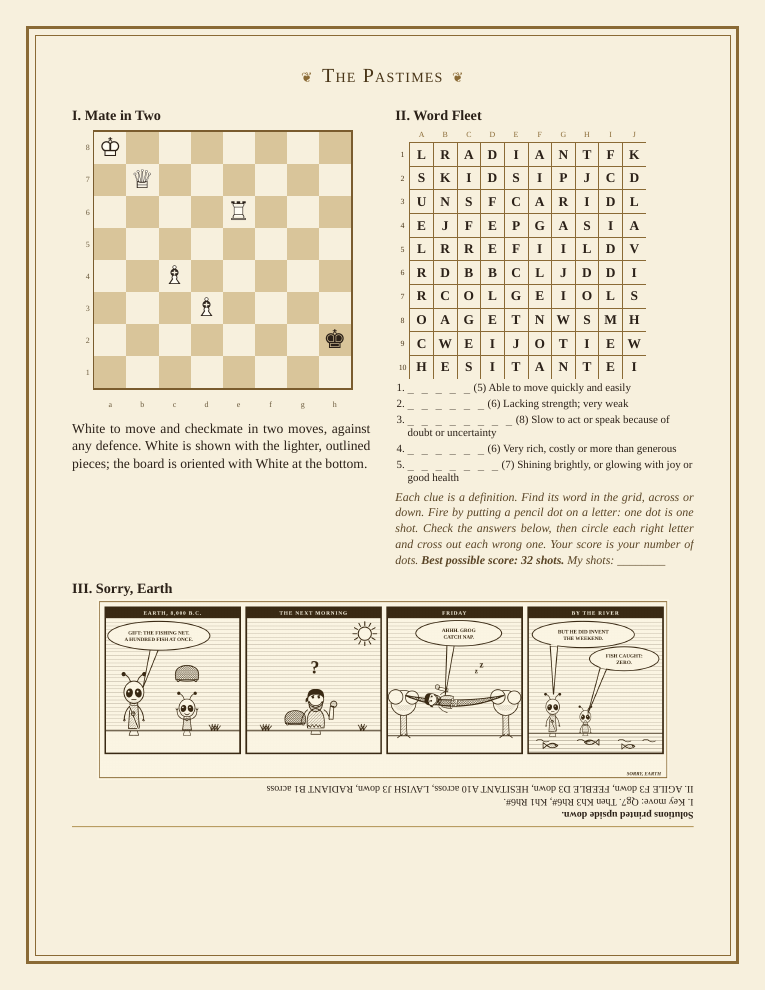 ❦ The Pastimes ❦
I. Mate in Two
8
7
6
5
4
3
2
1
a b c d e f g h
White to move and checkmate in two moves, against
any defence. White is shown with the lighter, outlined
pieces; the board is oriented with White at the bottom.
II. Word Fleet
A B C D E F G H I J
1 L R A D I A N T F K
2 S K I D S I P J C D
3 U N S F C A R I D L
4 E J F E P G A S I A
5 L R R E F I I L D V
6 R D B B C L J D D I
7 R C O L G E I O L S
8 O A G E T N W S M H
9 C W E I J O T I E W
10 H E S I T A N T E I
1. _ _ _ _ _ (5) Able to move quickly and easily
2. _ _ _ _ _ _ (6) Lacking strength; very weak
3. _ _ _ _ _ _ _ _ (8) Slow to act or speak because of
doubt or uncertainty
4. _ _ _ _ _ _ (6) Very rich, costly or more than generous
5. _ _ _ _ _ _ _ (7) Shining brightly, or glowing with joy or
good health
Each clue is a definition. Find its word in the grid, across or
down. Fire by putting a pencil dot on a letter: one dot is one
shot. Check the answers below, then circle each right letter
and cross out each wrong one. Your score is your number of
dots. Best possible score: 32 shots. My shots: ________
III. Sorry, Earth
EARTH, 8,000 B.C.
GIFT: THE FISHING NET.
A HUNDRED FISH AT ONCE.
THE NEXT MORNING
?
FRIDAY
AHHH. GROG
CATCH NAP.
z
z
BY THE RIVER
BUT HE DID INVENT
THE WEEKEND.
FISH CAUGHT:
ZERO.
SORRY, EARTH
Solutions printed upside down.
I. Key move: Qg7. Then Kh3 Rh6#, Kh1 Rh6#.
II. AGILE F3 down, FEEBLE D3 down, HESITANT A10 across, LAVISH J3 down, RADIANT B1 across